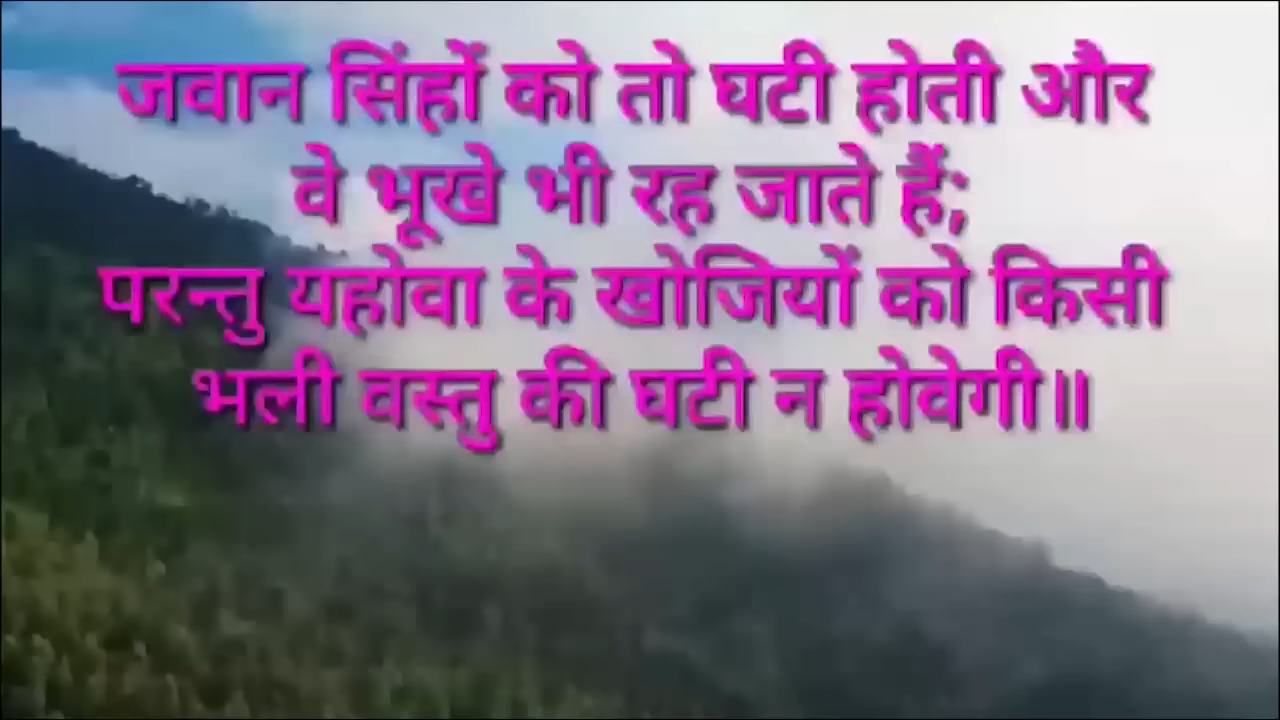 जवान सिंहों को तो घटी होती और
वे भूखे भी रह जाते हैं;
परन्तु यहोवा के खोजियों को किसी
भली वस्तु की घटी न होवेगी॥